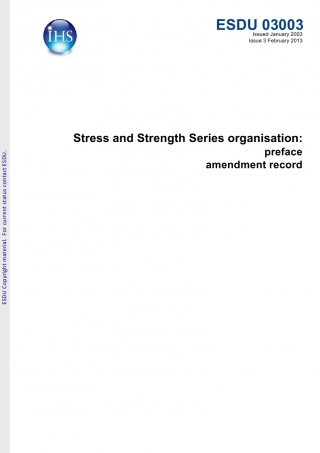 ESDU 03003
Issued January 2003
Issue 3 February 2013
IHS
Stress and Strength Series organisation:
preface
amendment record
ESDU Copyright material. For current status contact ESDU.